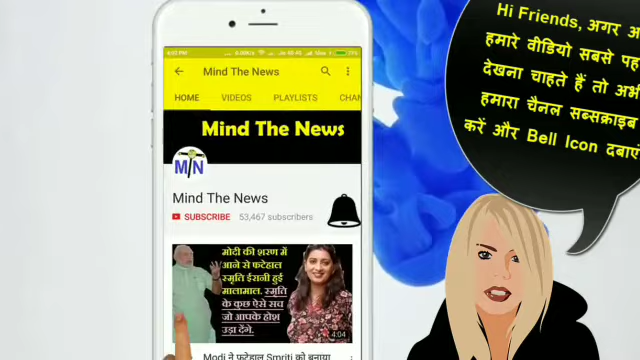 Mind The News
HOME VIDEOS PLAYLISTS CHAN
Mind The News
MTN
Mind The News
SUBSCRIBE 53,467 subscribers
मोदी की शरण में
आने से फटेहाल
स्मृति ईरानी हुई
मालामाल. स्मृति
के कुछ ऐसे सच
जो आपके होश
उड़ा देंगे.
4:04
Modi ने फटेहाल Smriti को बनाया
Hi Friends, अगर
हमारे वीडियो सबसे
देखना चाहते हैं तो
हमारा चैनल सब्सक्राइब
करें और Bell Icon दबाएं